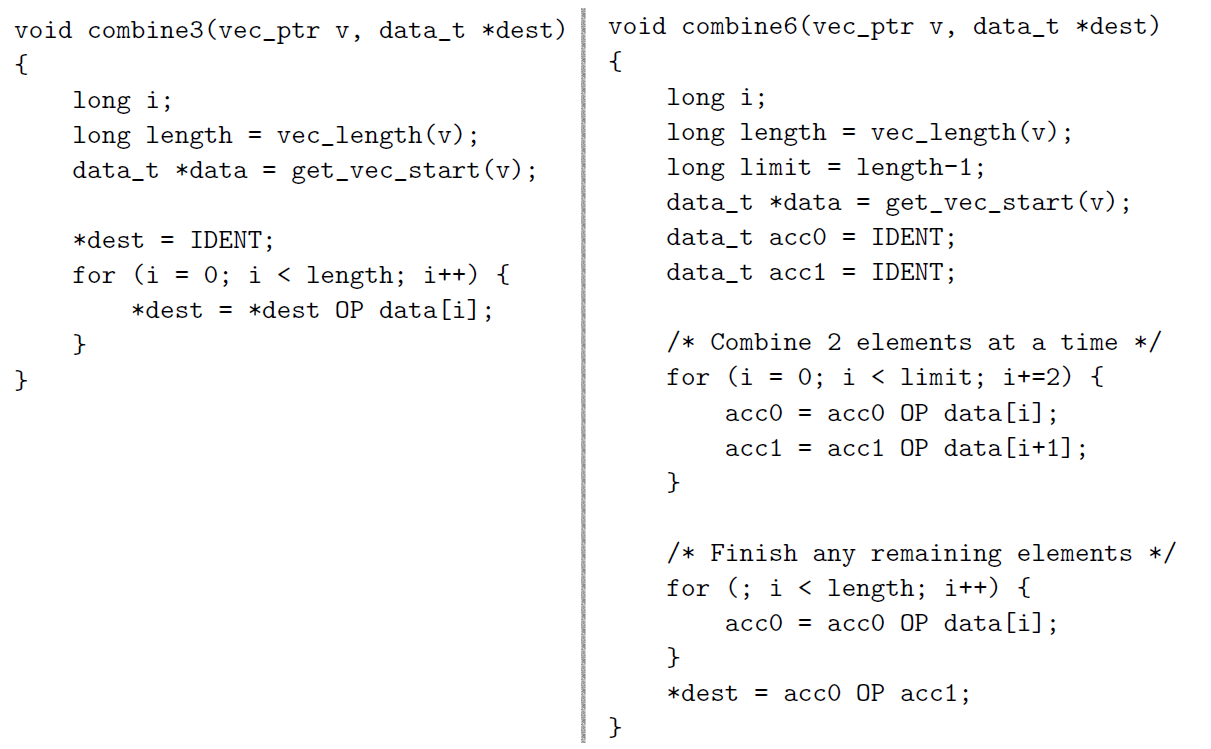 void combine3(vec_ptr v, data_t *dest)
{
    long i;
    long length = vec_length(v);
    data_t *data = get_vec_start(v);

    *dest = IDENT;
    for (i = 0; i < length; i++) {
        *dest = *dest OP data[i];
    }
}

void combine6(vec_ptr v, data_t *dest)
{
    long i;
    long length = vec_length(v);
    long limit = length-1;
    data_t *data = get_vec_start(v);
    data_t acc0 = IDENT;
    data_t acc1 = IDENT;

    /* Combine 2 elements at a time */
    for (i = 0; i < limit; i+=2) {
        acc0 = acc0 OP data[i];
        acc1 = acc1 OP data[i+1];
    }

    /* Finish any remaining elements */
    for (; i < length; i++) {
        acc0 = acc0 OP data[i];
    }
    *dest = acc0 OP acc1;
}